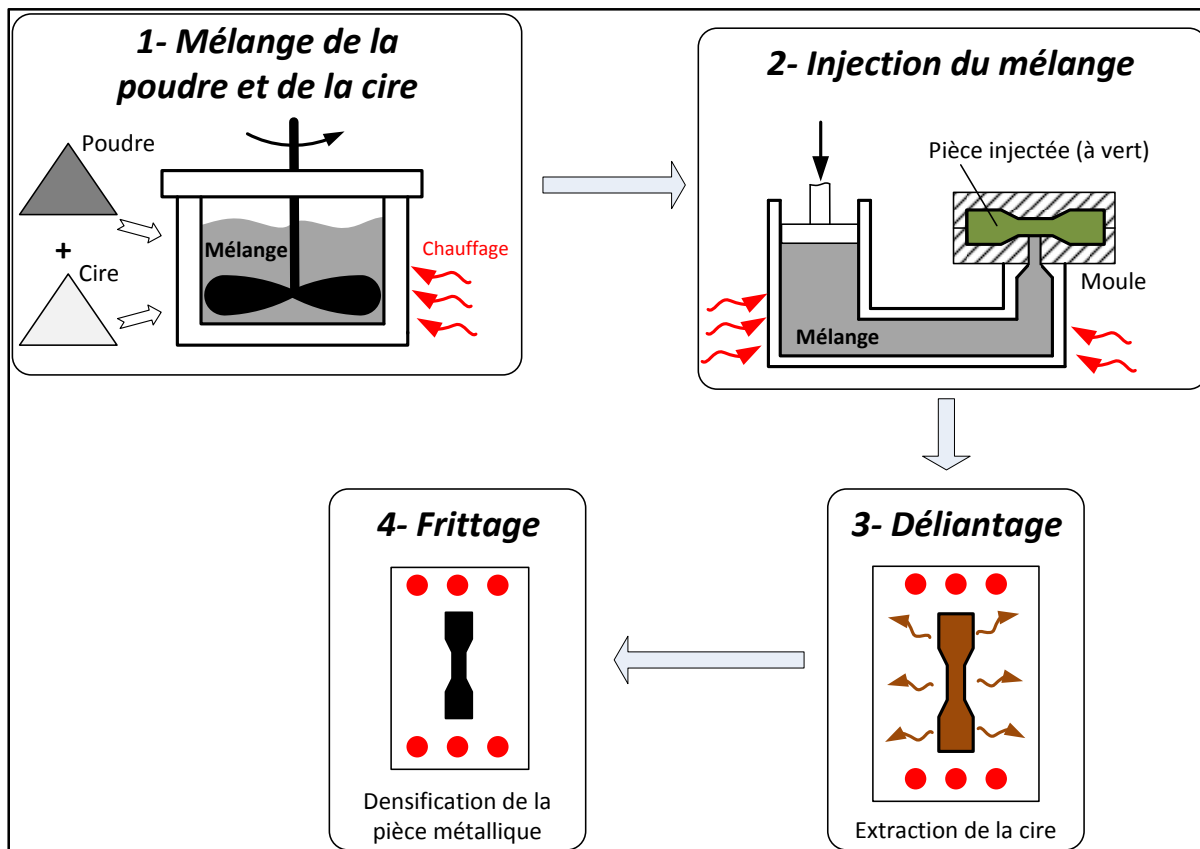 1- Mélange de la
poudre et de la cire
Poudre
+
Cire
Mélange
Chauffage
2- Injection du mélange
Pièce injectée (à vert)
Moule
Mélange
3- Déliantage
Extraction de la cire
4- Frittage
Densification de la
pièce métallique